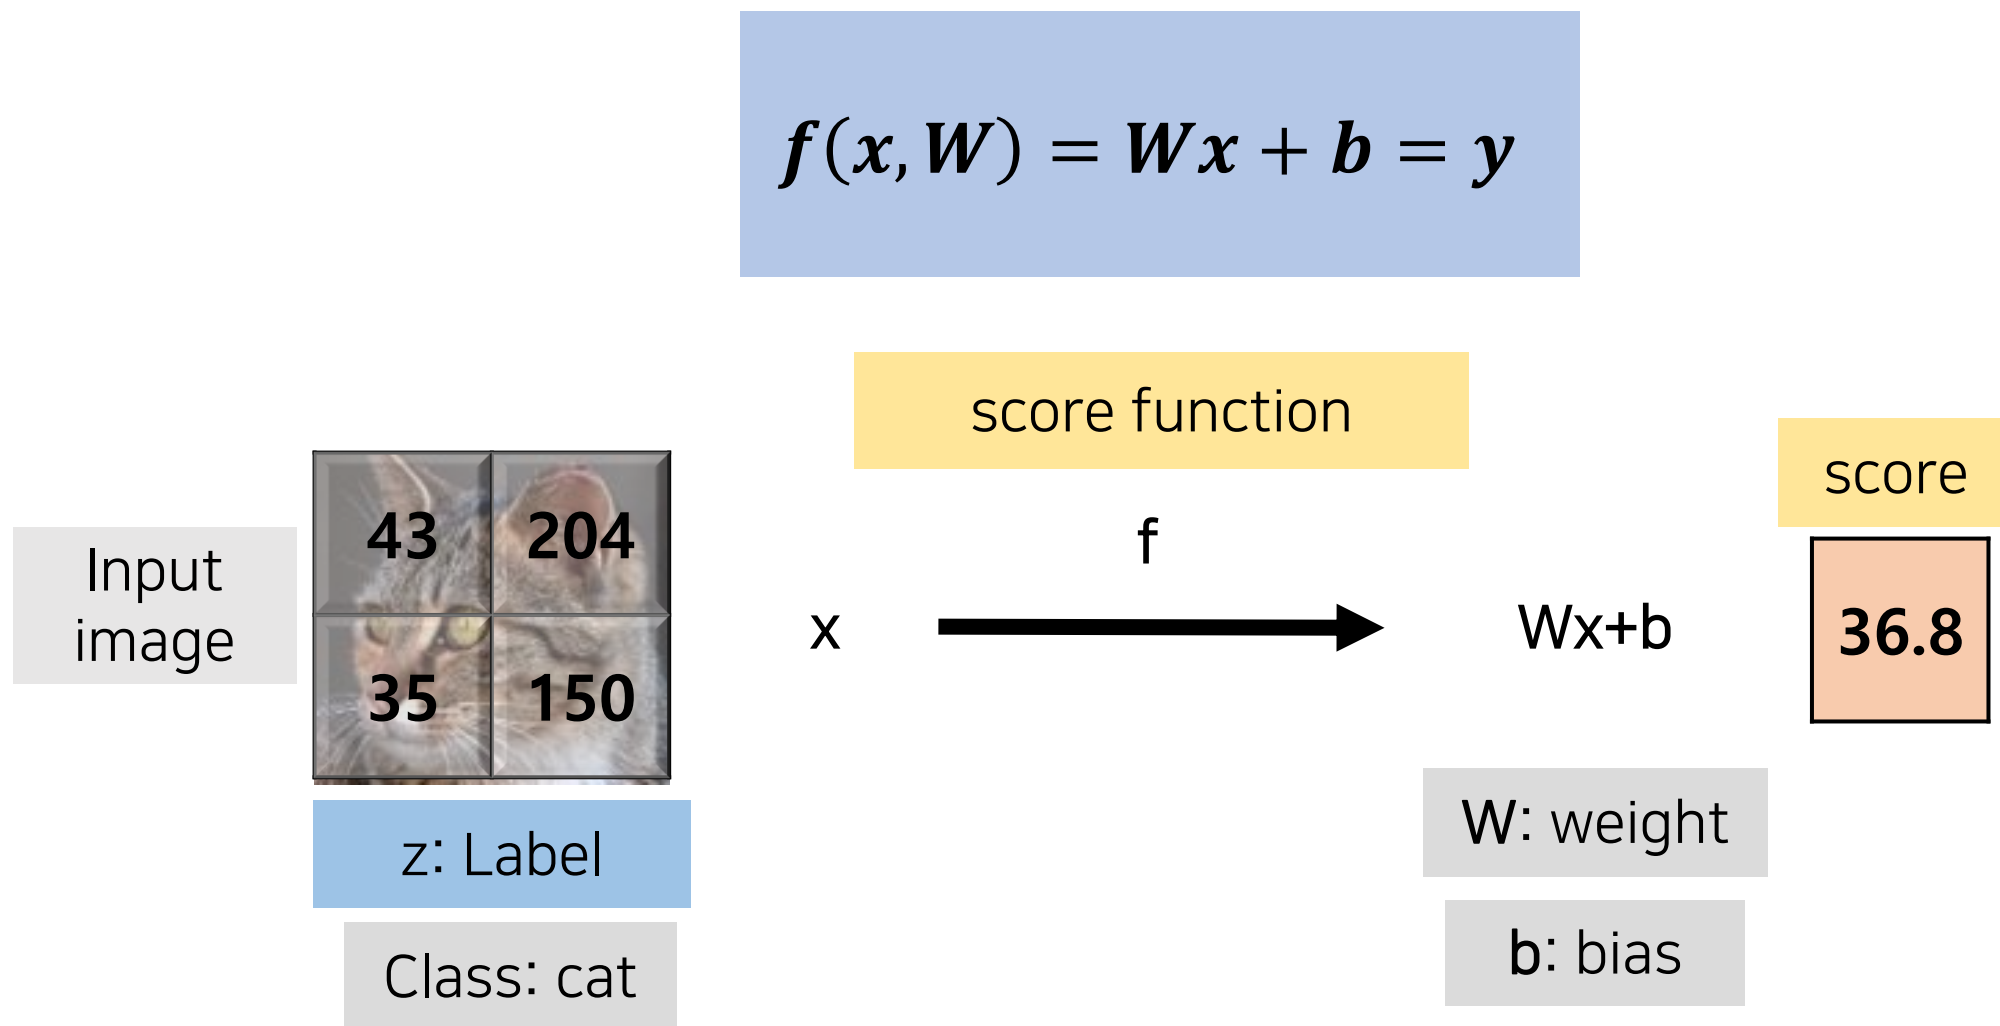 f(x, W) = Wx + b = y
score function
score
43 204
f
Input
image
x
Wx+b
36.8
35 150
W: weight
z: Label
b: bias
Class: cat